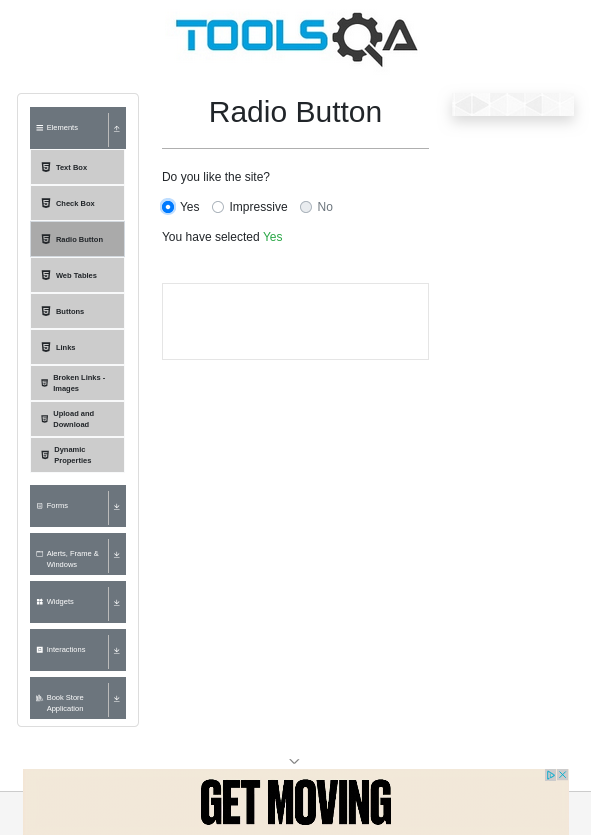 TOOLSQA
Elements
Text Box
Check Box
Radio Button
Web Tables
Buttons
Links
Broken Links -
Images
Upload and
Download
Dynamic
Properties
Forms
Alerts, Frame &
Windows
Widgets
Interactions
Book Store
Application
Radio Button
Do you like the site?
Yes Impressive No
You have selected Yes
GET MOVING